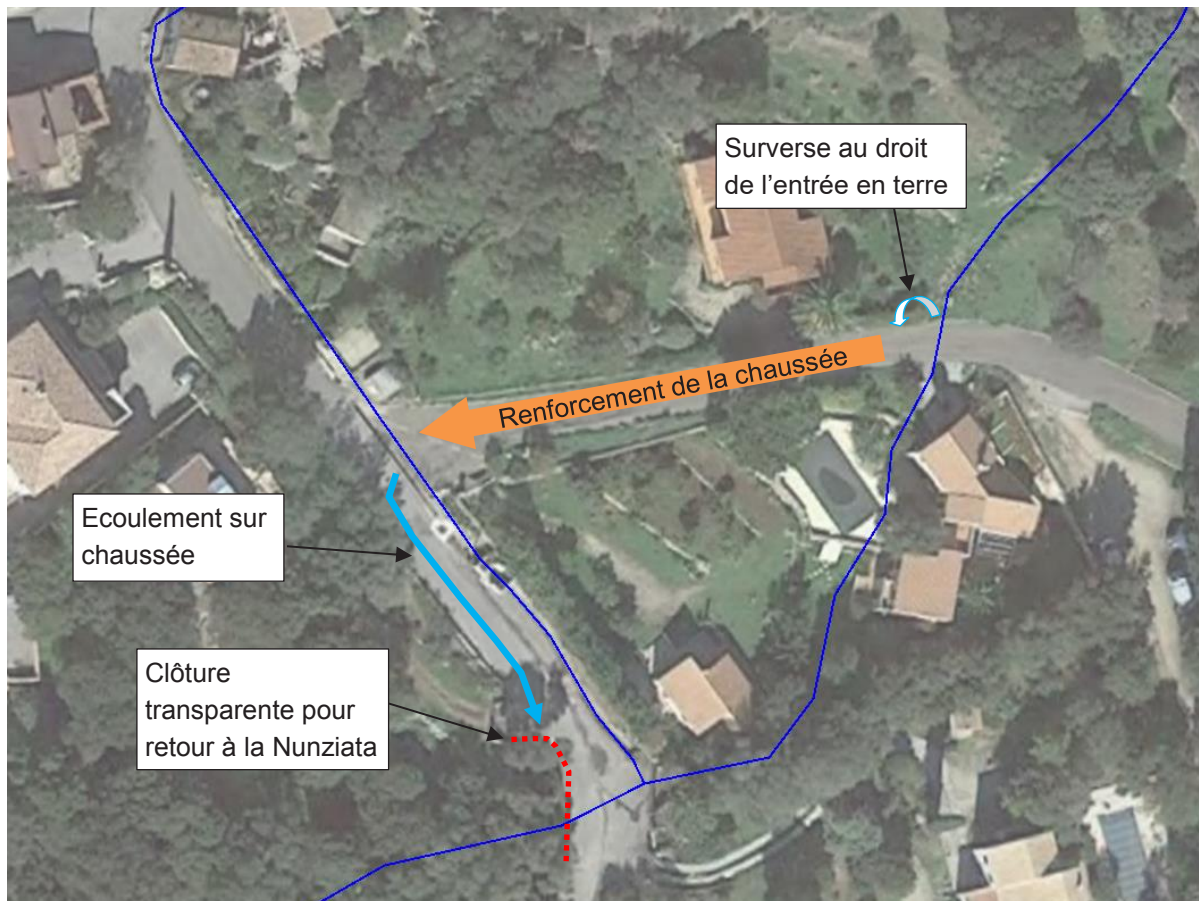 Surverse au droit
de l'entrée en terre
Renforcement de la chaussée
Ecoulement sur
chaussée
Clôture
transparente pour
retour à la Nunziata